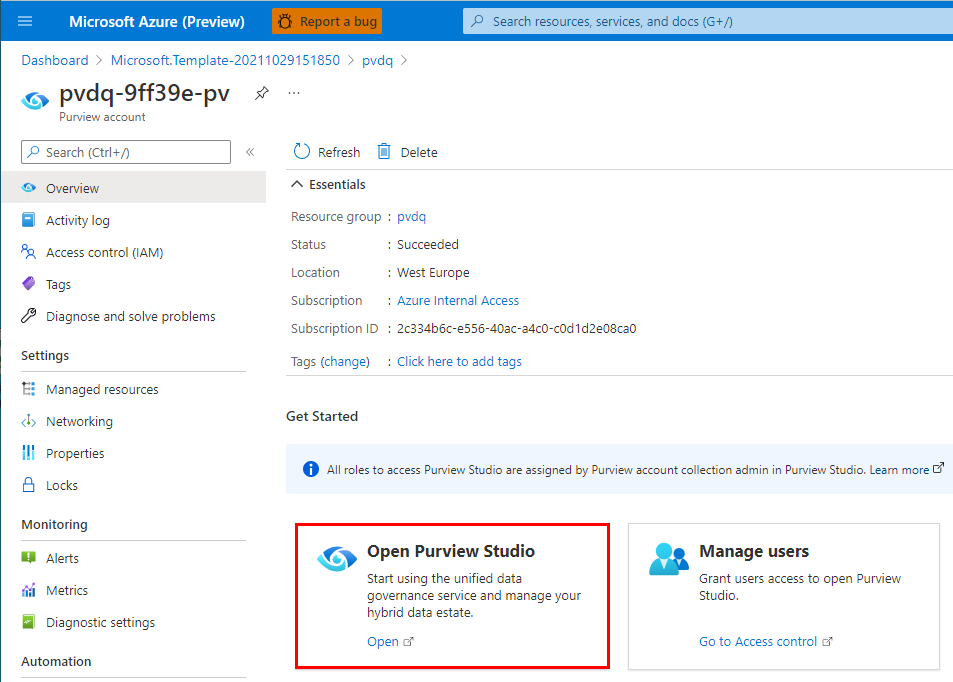 Microsoft Azure (Preview)
Report a bug
Search resources, services, and docs (G+/)
Dashboard > Microsoft.Template-20211029151850 > pvdq >
pvdq-9ff39e-pv
...
Purview account
Search (Ctrl+/)
«
Refresh
Delete
Overview
Activity log
Access control (IAM)
Tags
Diagnose and solve problems
Settings
Managed resources
Networking
Properties
Locks
Monitoring
Alerts
Metrics
Diagnostic settings
Automation
Essentials
Resource group : pvdq
Status : Succeeded
Location : West Europe
Subscription : Azure Internal Access
Subscription ID : 2c334b6c-e556-40ac-a4c0-c0d1d2e08ca0
Tags (change) : Click here to add tags
Get Started
All roles to access Purview Studio are assigned by Purview account collection admin in Purview Studio. Learn more
Open Purview Studio
Start using the unified data
governance service and manage your
hybrid data estate.
Open
Manage users
Grant users access to open Purview
Studio.
Go to Access control